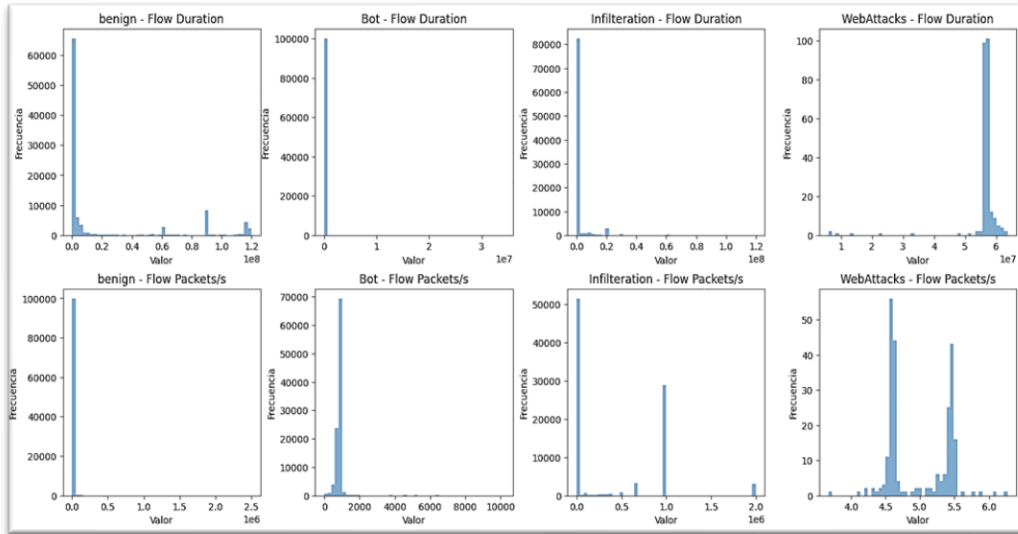 benign - Flow Duration
Frecuencia
60000
50000
40000
30000
20000
10000
0
0.0 0.2 0.4 0.6 0.8 1.0 1.2
1e8
Valor
Bot - Flow Duration
Frecuencia
100000
80000
60000
40000
20000
0
0 1 2 3
1e7
Valor
Infilteration - Flow Duration
Frecuencia
80000
70000
60000
50000
40000
30000
20000
10000
0
0.0 0.2 0.4 0.6 0.8 1.0 1.2
1e8
Valor
WebAttacks - Flow Duration
Frecuencia
100
80
60
40
20
0
1 2 3 4 5 6
1e7
Valor
benign - Flow Packets/s
Frecuencia
100000
80000
60000
40000
20000
0
0.0 0.5 1.0 1.5 2.0 2.5
1e6
Valor
Bot - Flow Packets/s
Frecuencia
70000
60000
50000
40000
30000
20000
10000
0
0 2000 4000 6000 8000 10000
Valor
Infilteration - Flow Packets/s
Frecuencia
50000
40000
30000
20000
10000
0
0.0 0.5 1.0 1.5 2.0
1e6
Valor
WebAttacks - Flow Packets/s
Frecuencia
50
40
30
20
10
0
4.0 4.5 5.0 5.5 6.0
Valor